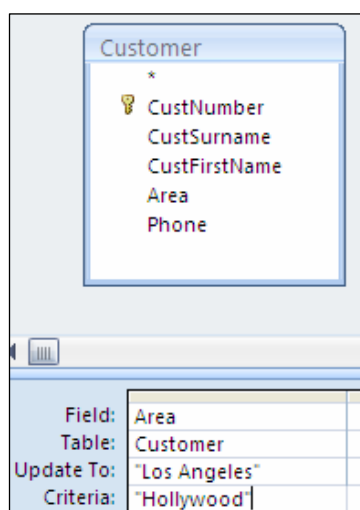 Customer
*
CustNumber
CustSurname
CustFirstName
Area
Phone
Field: Area
Table: Customer
Update To: "Los Angeles"
Criteria: "Hollywood"